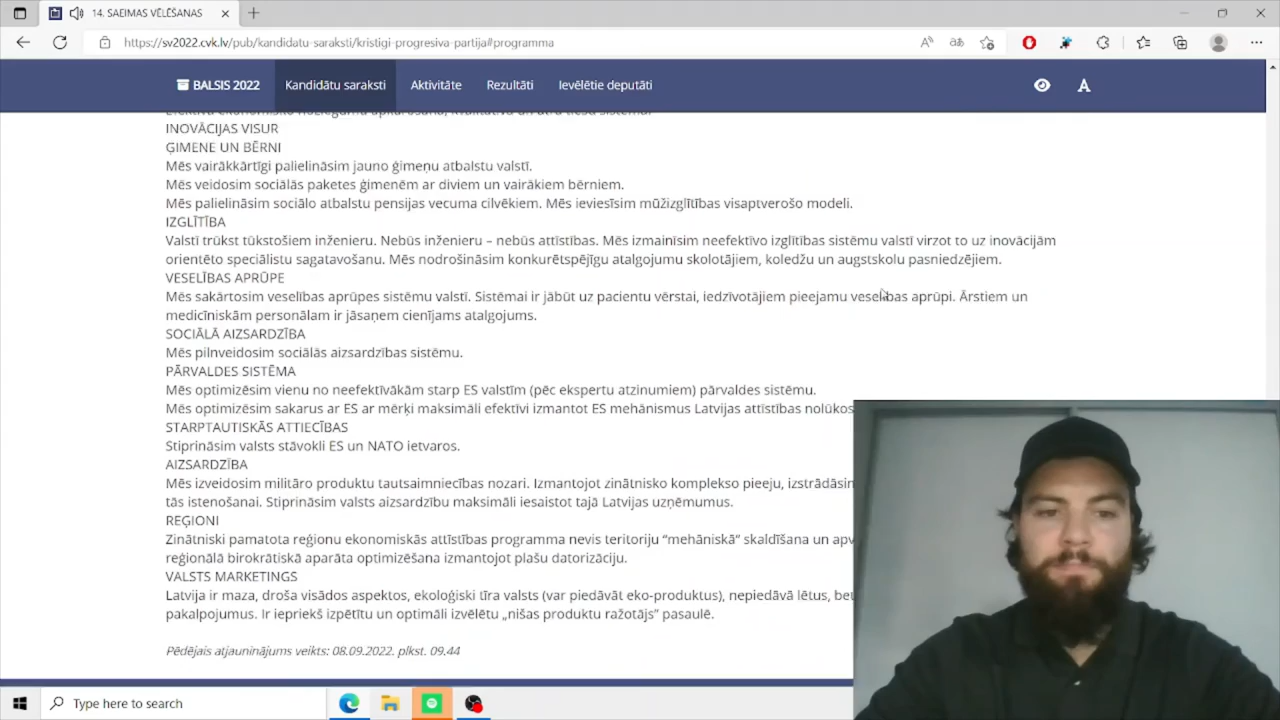 14. SAEIMAS VĒLĒŠANAS
https://sv2022.cvk.lv/pub/kandidatu-saraksti/kristigi-progresiva-partija#programma
BALSIS 2022
Kandidātu saraksti
Aktivitāte
Rezultāti
Ievēlētie deputāti
A
INOVĀCIJAS VISUR
ĢIMENE UN BĒRNI
Mēs vairākkārtīgi palielināsim jauno ģimeņu atbalstu valstī.
Mēs veidosim sociālās paketes ģimenēm ar diviem un vairākiem bērniem.
Mēs palielināsim sociālo atbalstu pensijas vecuma cilvēkiem. Mēs ieviesīsim mūžizglītības visaptverošo modeli.
IZGLĪTĪBA
Valstī trūkst tūkstošiem inženieru. Nebūs inženieru – nebūs attīstības. Mēs izmainīsim neefektīvo izglītības sistēmu valstī virzot to uz inovācijām
orientēto speciālistu sagatavošanu. Mēs nodrošināsim konkurētspējīgu atalgojumu skolotājiem, koledžu un augstskolu pasniedzējiem.
VESELĪBAS APRŪPE
Mēs sakārtosim veselības aprūpes sistēmu valstī. Sistēmai ir jābūt uz pacientu vērstai, iedzīvotājiem pieejamu veselības aprūpi. Ārstiem un
medicīniskām personālam ir jāsaņem cienījams atalgojums.
SOCIĀLĀ AIZSARDZĪBA
Mēs pilnveidosim sociālās aizsardzības sistēmu.
PĀRVALDES SISTĒMA
Mēs optimizēsim vienu no neefektīvākām starp ES valstīm (pēc ekspertu atzinumiem) pārvaldes sistēmu.
Mēs optimizēsim sakarus ar ES ar mērķi maksimāli efektīvi izmantot ES mehānismus Latvijas attīstības nolūkos
STARPTAUTISKĀS ATTIECĪBAS
Stiprināsim valsts stāvokli ES un NATO ietvaros.
AIZSARDZĪBA
Mēs izveidosim militāro produktu tautsaimniecības nozari. Izmantojot zinātnisko komplekso pieeju,
tās istenošanai. Stiprināsim valsts aizsardzību maksimāli iesaistot tajā Latvijas uzņēmumus.
REĢIONI
Zinātniski pamatota reģionu ekonomiskās attīstības programma nevis teritoriju “mehāniskā” skaldīšana un
reģionālā birokrātiskā aparāta optimizēšana izmantojot plašu datorizāciju.
VALSTS MARKETINGS
Latvija ir maza, droša visādos aspektos, ekoloģiski tīra valsts (var piedāvāt eko-produktus), nepiedāvā lētus,
pakalpojumus. Ir iepriekš izpētītu un optimāli izvēlētu „nišas produktu ražotājs” pasaulē.
Pēdējais atjauninājums veikts: 08.09.2022. plkst. 09.44
Type here to search